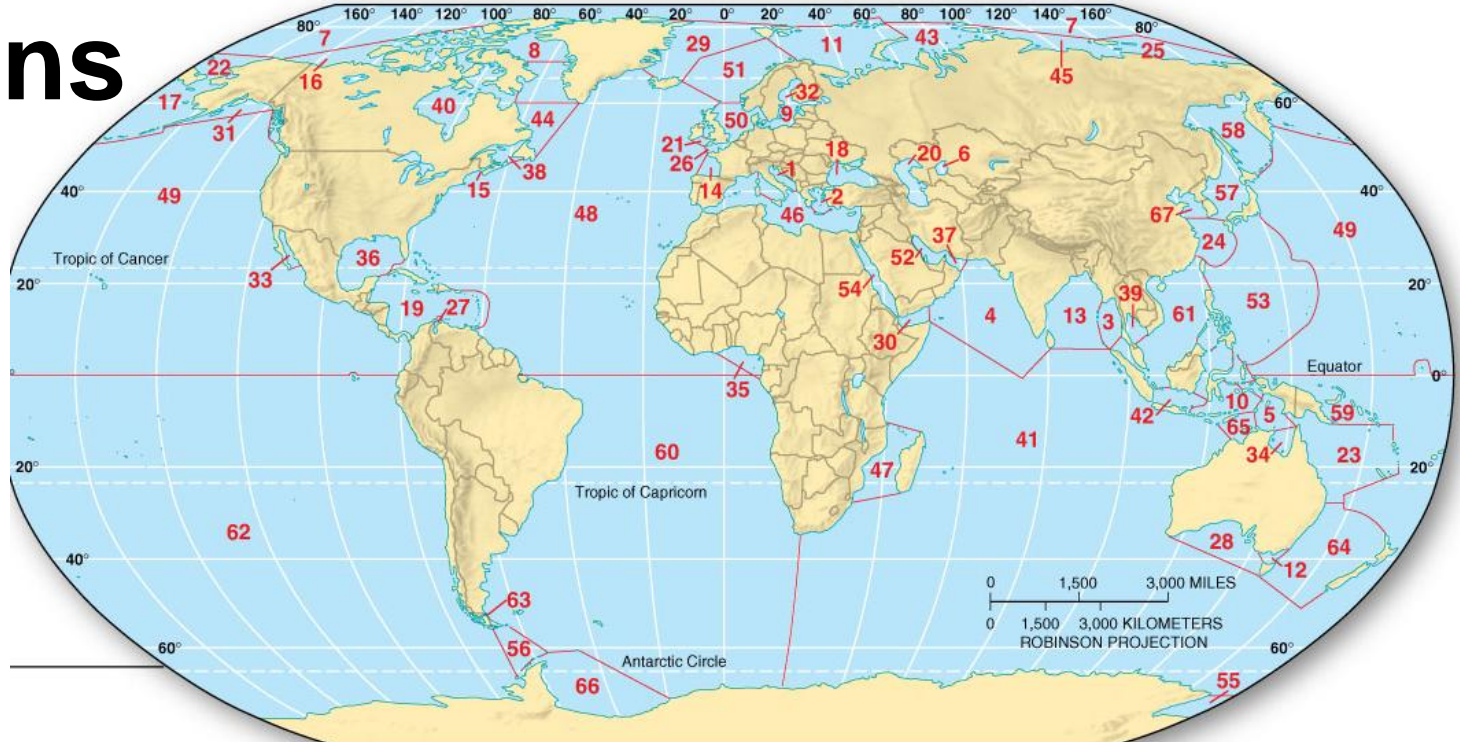 ns
80° 160° 140° 120° 100° 80° 60° 40° 20° 0° 20° 40° 60° 80° 100° 120° 140° 160° 80°
7 8 29 11 43 7 25
22 16 51 45
17 40 32 60°
31 44 50 9 58
21 18 20 6
26 1
38
40° 15 14 2 57 40°
49 48 46 67
37 24 49
Tropic of Cancer 36 52
33 54 39
20° 19 27 4 13 3 61 53 20°
30
Equator
35 0°
42 10 5 59
65
60 41 34 23
20° 47 20°
Tropic of Capricorn
62 28 64
40° 12
0 1,500 3,000 MILES
63 0 1,500 3,000 KILOMETERS
ROBINSON PROJECTION
60° 56 60°
Antarctic Circle
66 55